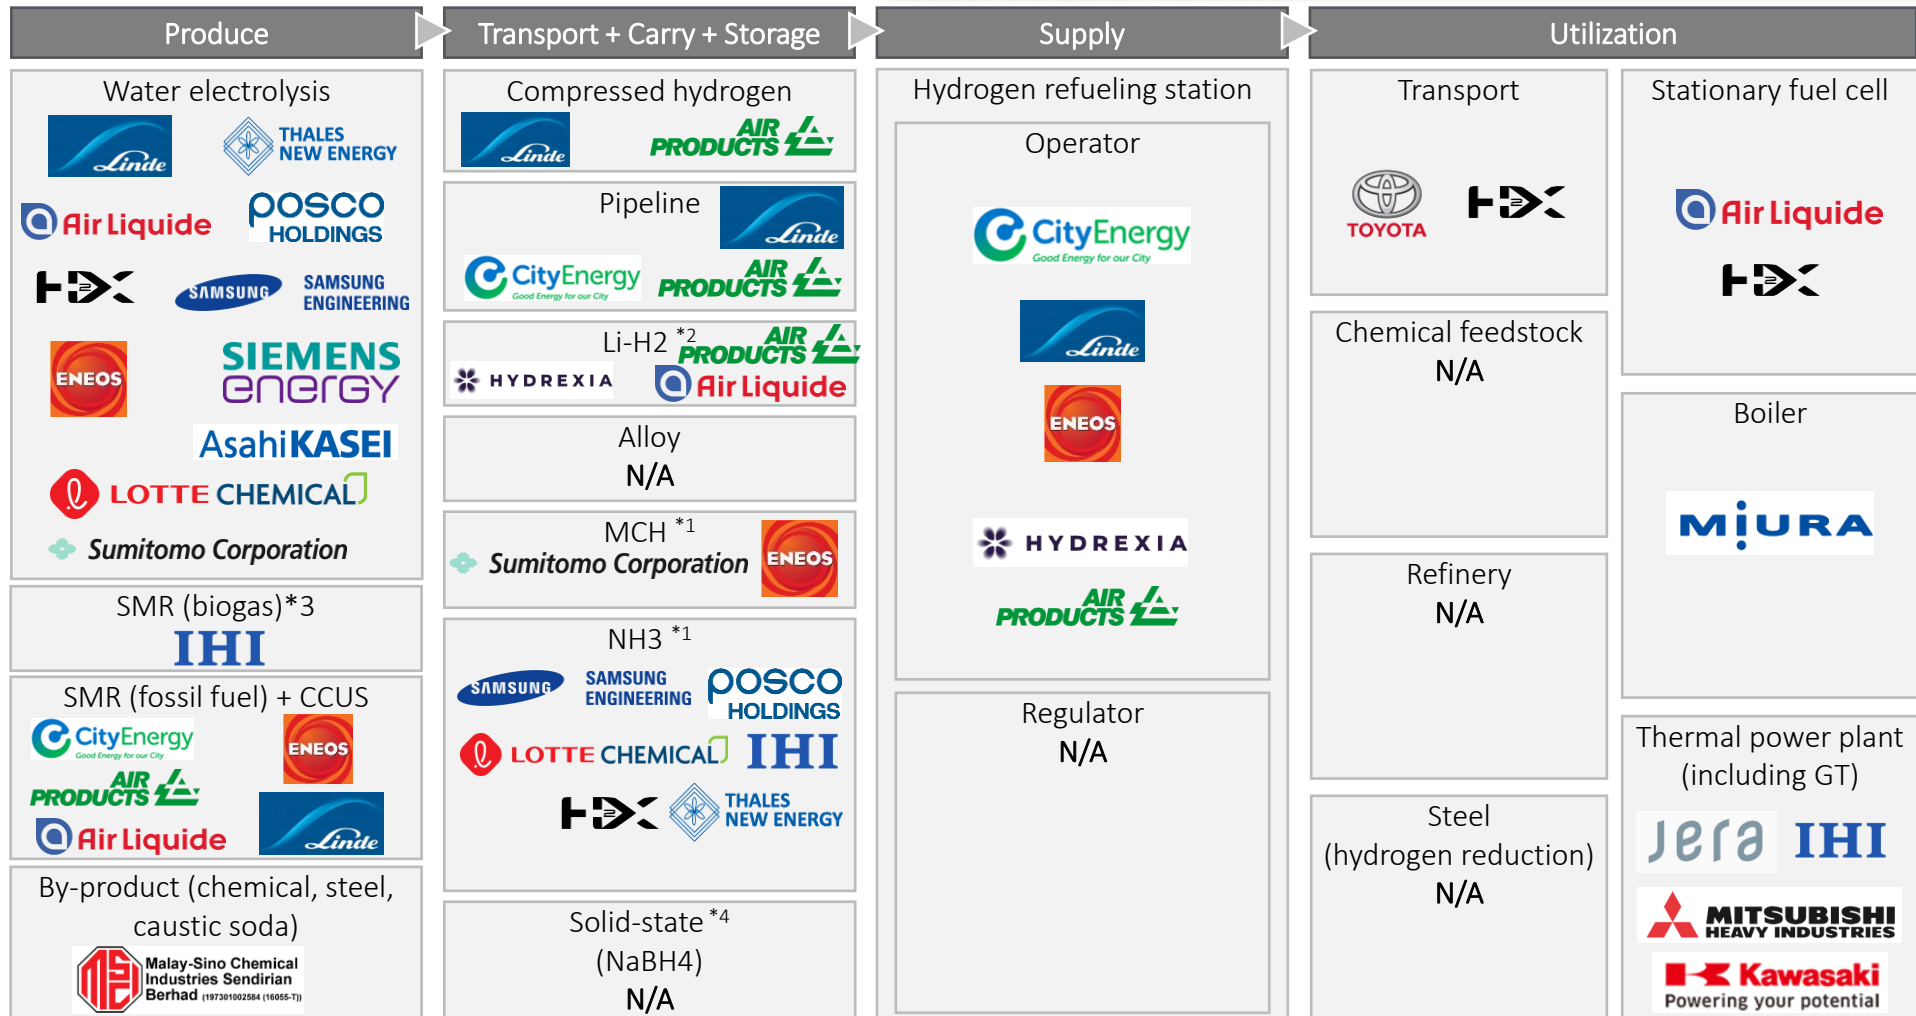 Produce
Transport + Carry + Storage
Supply
Utilization
Water electrolysis
Linde
THALES
NEW ENERGY
Air Liquide
POSCO
HOLDINGS
H2DX
SAMSUNG
SAMSUNG
ENGINEERING
ENEOS
SIEMENS
energy
AsahiKASEI
LOTTE CHEMICAL
Sumitomo Corporation
SMR (biogas)*3
IHI
SMR (fossil fuel) + CCUS
CityEnergy
Good Energy for our City
ENEOS
AIR
PRODUCTS
Air Liquide
Linde
By-product (chemical, steel,
caustic soda)
Malay-Sino Chemical
Industries Sendirian
Berhad (197301002584 (16055-T))
Compressed hydrogen
Linde
AIR
PRODUCTS
Pipeline
Linde
CityEnergy
Good Energy for our City
AIR
PRODUCTS
Li-H2 *2
AIR
PRODUCTS
HYDREXIA
Air Liquide
Alloy
N/A
MCH *1
Sumitomo Corporation
ENEOS
NH3 *1
SAMSUNG
SAMSUNG
ENGINEERING
POSCO
HOLDINGS
LOTTE CHEMICAL
IHI
H2DX
THALES
NEW ENERGY
Solid-state *4
(NaBH4)
N/A
Hydrogen refueling station
Operator
CityEnergy
Good Energy for our City
Linde
ENEOS
HYDREXIA
AIR
PRODUCTS
Regulator
N/A
Transport
TOYOTA
H2DX
Chemical feedstock
N/A
Refinery
N/A
Steel
(hydrogen reduction)
N/A
Stationary fuel cell
Air Liquide
H2DX
Boiler
MIURA
Thermal power plant
(including GT)
Jera
IHI
MITSUBISHI
HEAVY INDUSTRIES
Kawasaki
Powering your potential